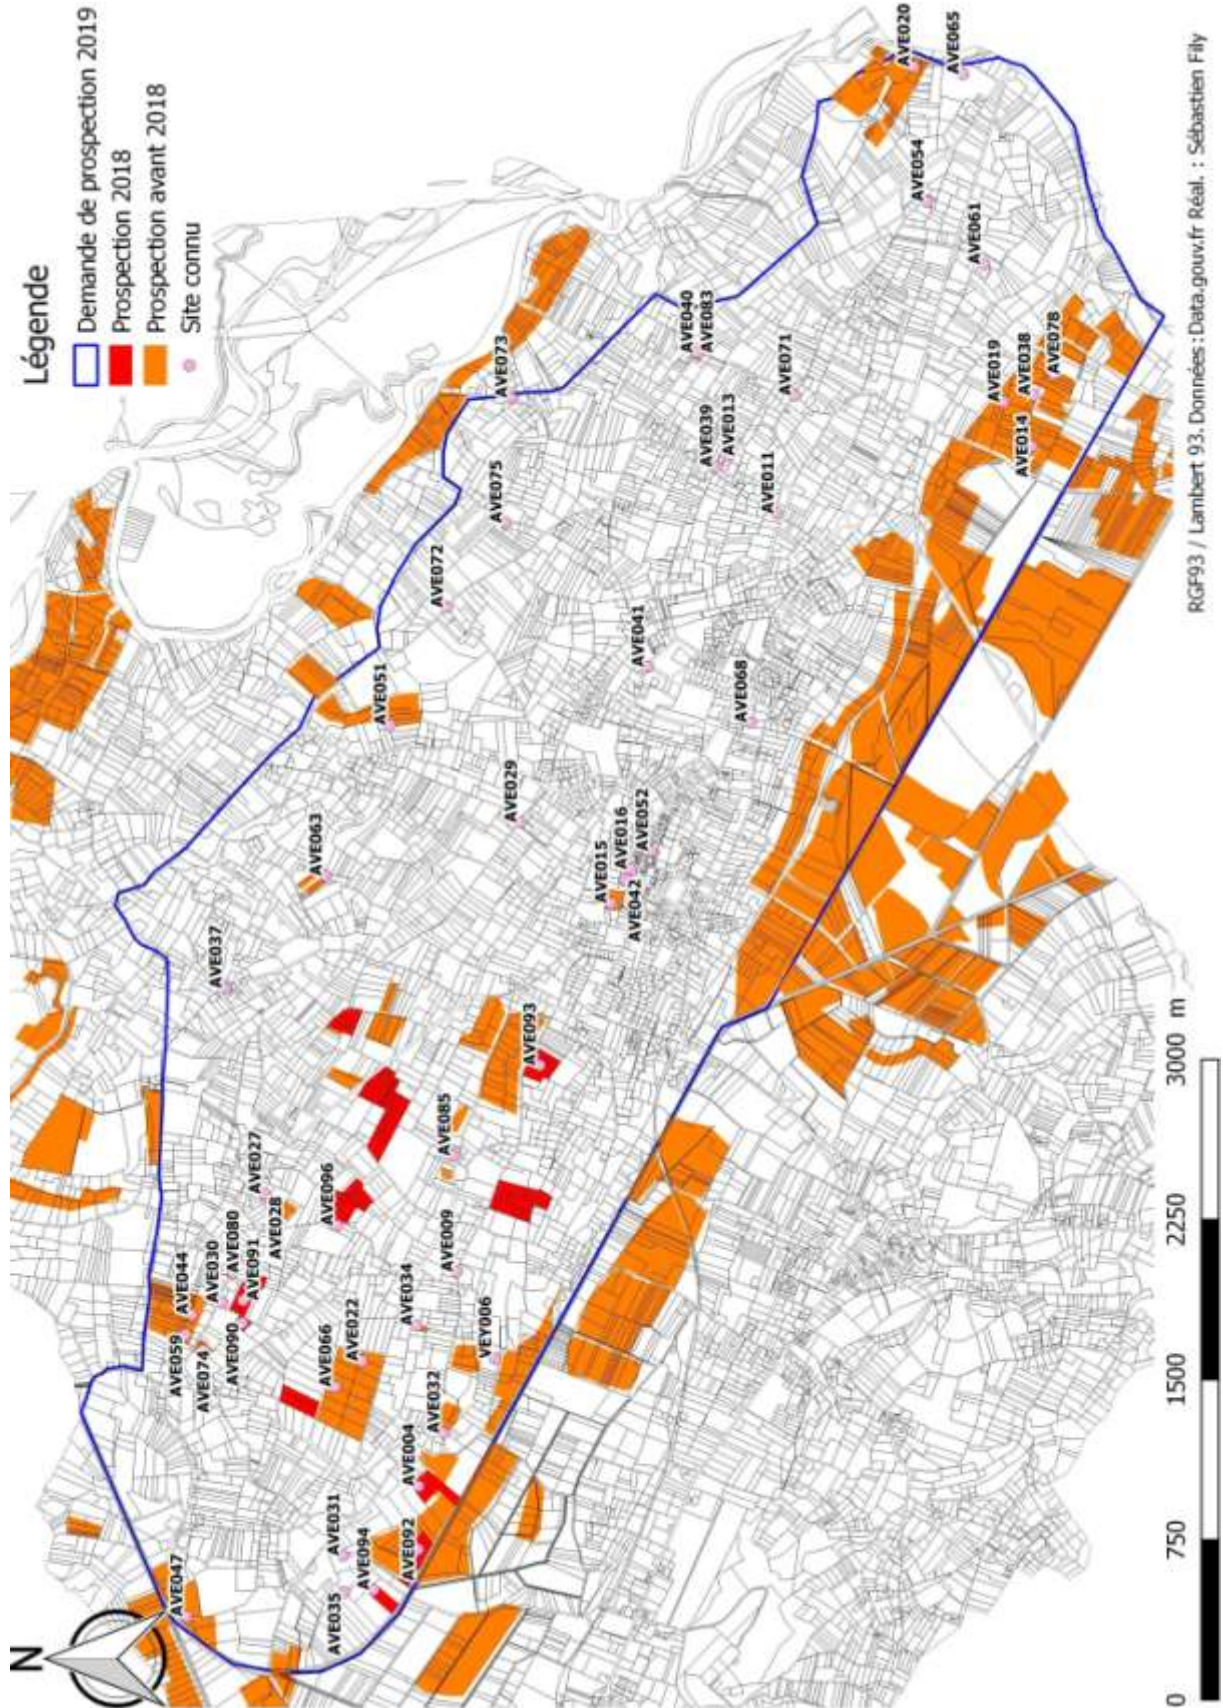 Légende
Demande de prospection 2019
Prospection 2018
Prospection avant 2018
Site connu
N
AVE047
AVE035
AVE031
AVE094
AVE092
AVE004
AVE032
AVE059
AVE074
AVE044
AVE030
AVE090
AVE080
AVE091
AVE028
AVE027
AVE066
AVE022
AVE034
VEY006
AVE009
AVE096
AVE085
AVE093
AVE037
AVE063
AVE029
AVE015
AVE042
AVE016
AVE052
AVE051
AVE072
AVE075
AVE073
AVE041
AVE068
AVE011
AVE039
AVE013
AVE040
AVE083
AVE071
AVE014
AVE019
AVE038
AVE078
AVE061
AVE054
AVE020
AVE065
0 750 1500 2250 3000 m
RGF93 / Lambert 93. Données : Data.gouv.fr Réal. : Sébastien Fily